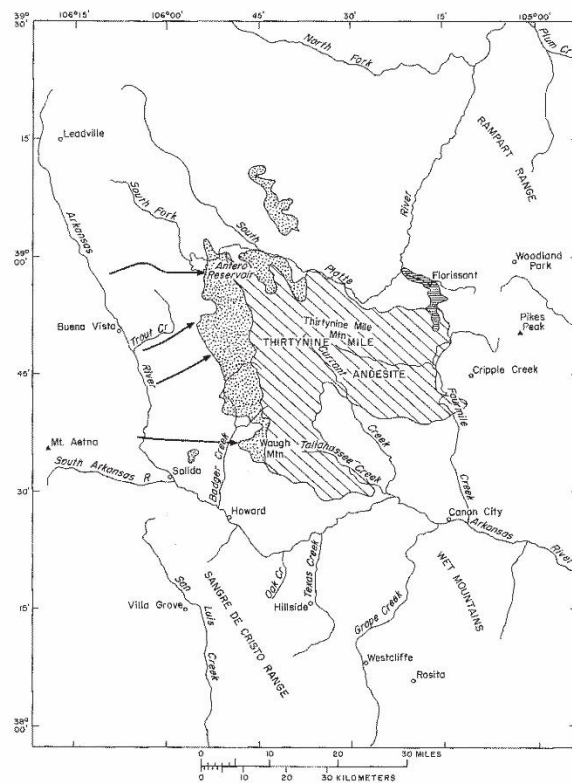 39°
30'
106°15'
106°00'
45'
30'
15'
105°00'
North
Fork
Plum Cr
Leadville
15'
RAMPART RANGE
South
Fork
Arkansas
River
South
Platte
River
39°
00'
Antero
Reservoir
Florissant
Woodland
Park
Buena Vista
Trout Cr.
Thirtynine Mile
Mtn.
Pikes
Peak
THIRTYNINE MILE
ANDESITE
45'
Currant
Creek
Cripple Creek
Fourmile
Creek
Mt. Aetna
Waugh
Mtn.
Tallahassee Creek
South Arkansas R
Salida
Badger Creek
30'
Howard
Canon City
Arkansas
River
San
Luis
Creek
Oak Cr.
Texas Creek
Villa Grove
Hillside
SANGRE DE CRISTO RANGE
Grape Creek
WET MOUNTAINS
15'
Westcliffe
Rosita
38°
00'
10 0 10 20 30 MILES
10 0 10 20 30 KILOMETERS